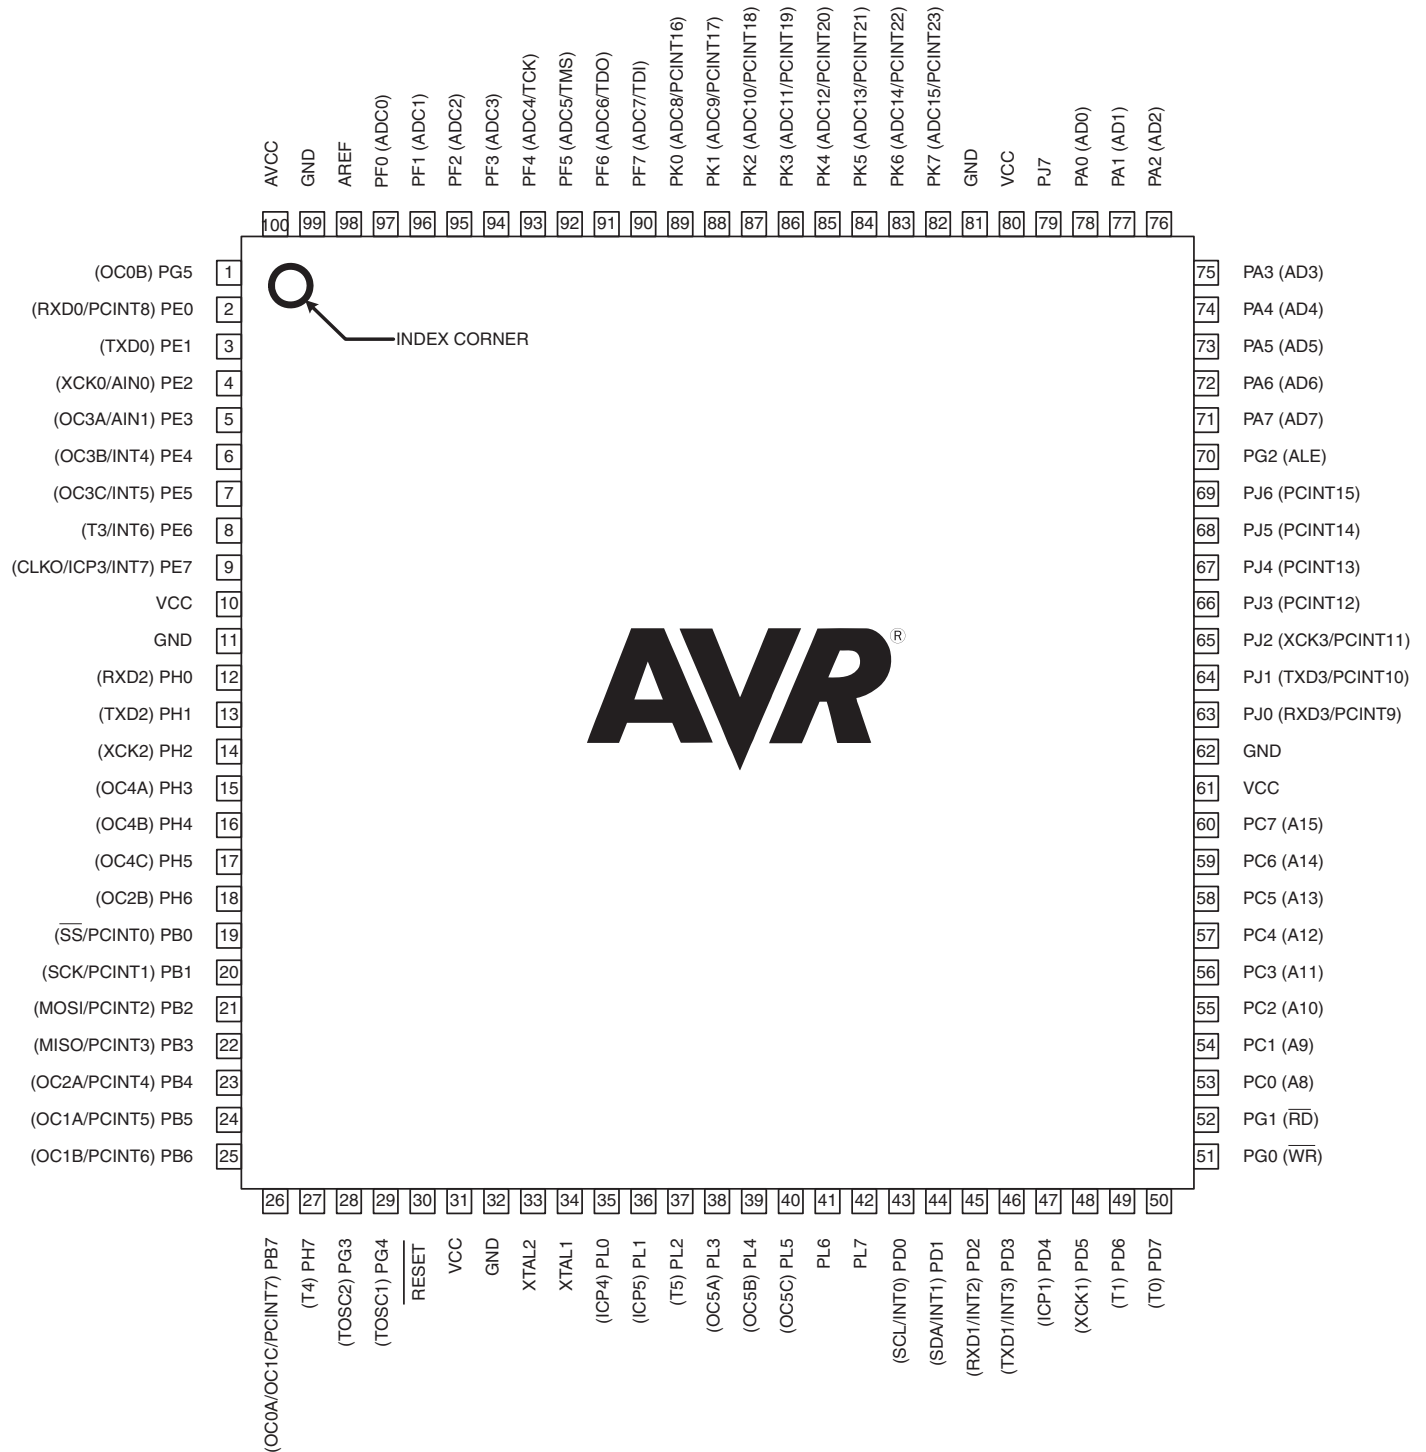 AVCC
GND
AREF
PF0 (ADC0)
PF1 (ADC1)
PF2 (ADC2)
PF3 (ADC3)
PF4 (ADC4/TCK)
PF5 (ADC5/TMS)
PF6 (ADC6/TDO)
PF7 (ADC7/TDI)
PK0 (ADC8/PCINT16)
PK1 (ADC9/PCINT17)
PK2 (ADC10/PCINT18)
PK3 (ADC11/PCINT19)
PK4 (ADC12/PCINT20)
PK5 (ADC13/PCINT21)
PK6 (ADC14/PCINT22)
PK7 (ADC15/PCINT23)
GND
VCC
PJ7
PA0 (AD0)
PA1 (AD1)
PA2 (AD2)
100 99 98 97 96 95 94 93 92 91 90 89 88 87 86 85 84 83 82 81 80 79 78 77 76
(OC0B) PG5 1
(RXD0/PCINT8) PE0 2
(TXD0) PE1 3
(XCK0/AIN0) PE2 4
(OC3A/AIN1) PE3 5
(OC3B/INT4) PE4 6
(OC3C/INT5) PE5 7
(T3/INT6) PE6 8
(CLKO/ICP3/INT7) PE7 9
VCC 10
GND 11
(RXD2) PH0 12
(TXD2) PH1 13
(XCK2) PH2 14
(OC4A) PH3 15
(OC4B) PH4 16
(OC4C) PH5 17
(OC2B) PH6 18
(SS/PCINT0) PB0 19
(SCK/PCINT1) PB1 20
(MOSI/PCINT2) PB2 21
(MISO/PCINT3) PB3 22
(OC2A/PCINT4) PB4 23
(OC1A/PCINT5) PB5 24
(OC1B/PCINT6) PB6 25
INDEX CORNER
AVR®
75 PA3 (AD3)
74 PA4 (AD4)
73 PA5 (AD5)
72 PA6 (AD6)
71 PA7 (AD7)
70 PG2 (ALE)
69 PJ6 (PCINT15)
68 PJ5 (PCINT14)
67 PJ4 (PCINT13)
66 PJ3 (PCINT12)
65 PJ2 (XCK3/PCINT11)
64 PJ1 (TXD3/PCINT10)
63 PJ0 (RXD3/PCINT9)
62 GND
61 VCC
60 PC7 (A15)
59 PC6 (A14)
58 PC5 (A13)
57 PC4 (A12)
56 PC3 (A11)
55 PC2 (A10)
54 PC1 (A9)
53 PC0 (A8)
52 PG1 (RD)
51 PG0 (WR)
26 27 28 29 30 31 32 33 34 35 36 37 38 39 40 41 42 43 44 45 46 47 48 49 50
(OC0A/OC1C/PCINT7) PB7
(T4) PH7
(TOSC2) PG3
(TOSC1) PG4
RESET
VCC
GND
XTAL2
XTAL1
(ICP4) PL0
(ICP5) PL1
(T5) PL2
(OC5A) PL3
(OC5B) PL4
(OC5C) PL5
PL6
PL7
(SCL/INT0) PD0
(SDA/INT1) PD1
(RXD1/INT2) PD2
(TXD1/INT3) PD3
(ICP1) PD4
(XCK1) PD5
(T1) PD6
(T0) PD7